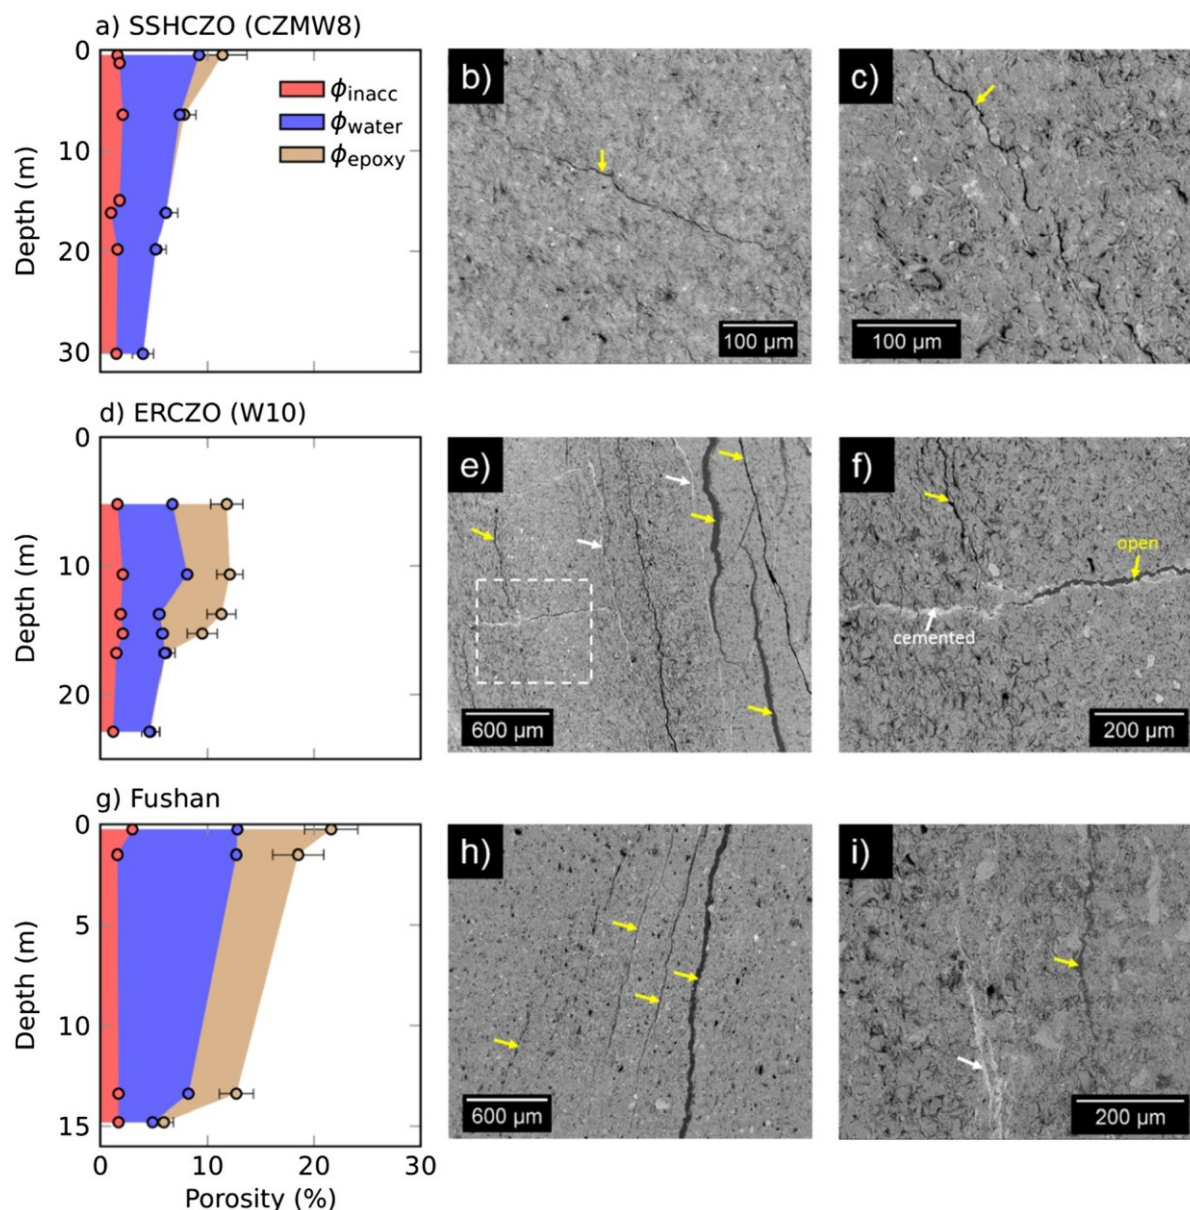 a) SSHCZO (CZMW8)
0
10
20
30
Depth (m)
ϕinacc
ϕwater
ϕepoxy
b)
100 µm
c)
100 µm
d) ERCZO (W10)
0
10
20
Depth (m)
e)
600 µm
f)
open
cemented
200 µm
g) Fushan
0
5
10
15
Depth (m)
0 10 20 30
Porosity (%)
h)
600 µm
i)
200 µm